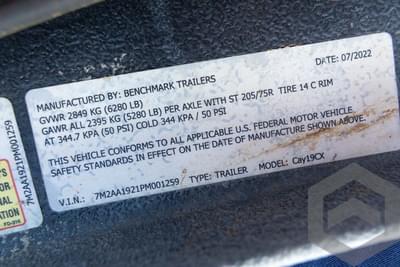 MANUFACTURED BY: BENCHMARK TRAILERS
DATE: 07/2022
GVWR 2849 KG (6280 LB)
GAWR ALL 2395 KG (5280 LB) PER AXLE WITH ST 205/75R TIRE 14 C RIM
AT 344.7 KPA (50 PSI) COLD 344 KPA / 50 PSI
THIS VEHICLE CONFORMS TO ALL APPLICABLE U.S. FEDERAL MOTOR VEHICLE
SAFETY STANDARDS IN EFFECT ON THE DATE OF MANUFACTURE SHOWN ABOVE.
V.I.N.: 7M2AA1921PM001259 TYPE: TRAILER MODEL: Cay19CX
7M2AA1921PM001259